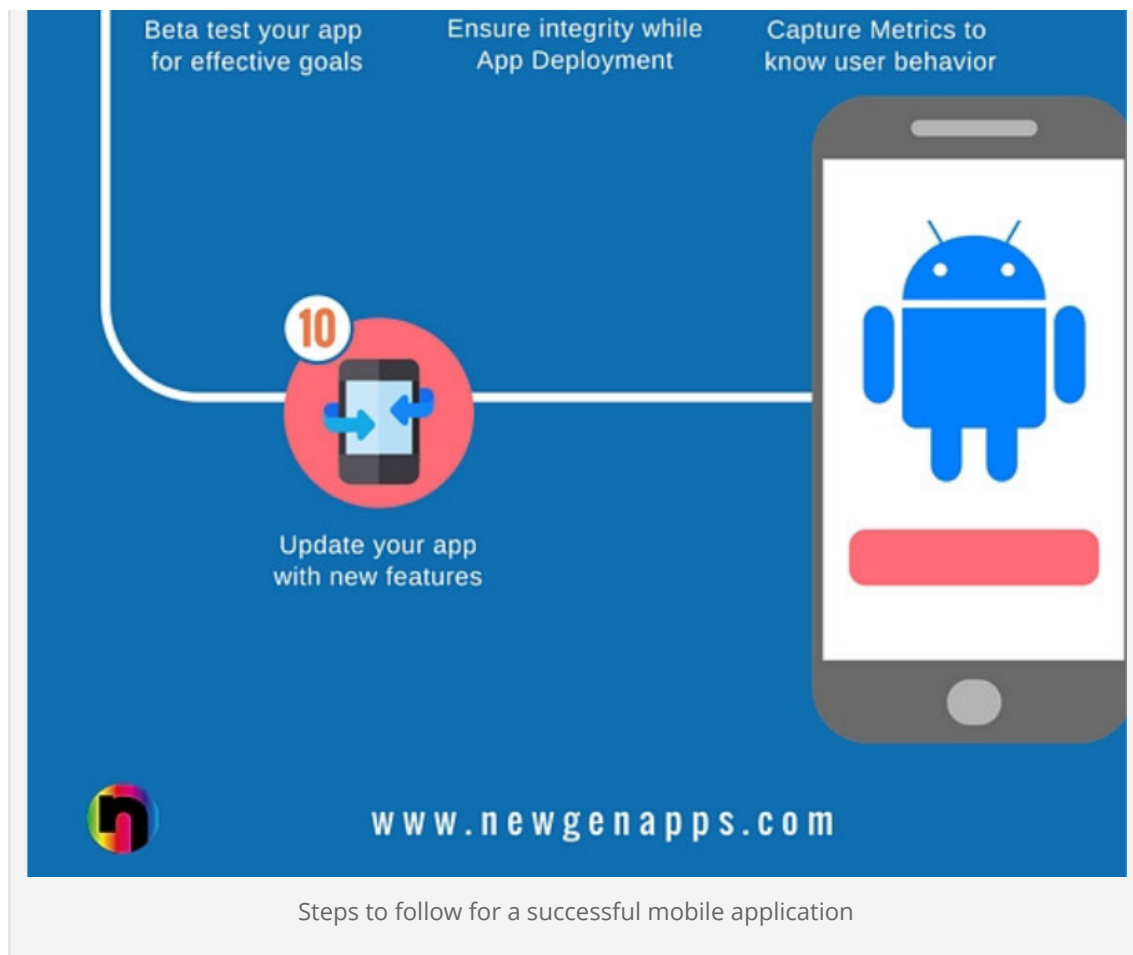 Beta test your app
for effective goals
Ensure integrity while
App Deployment
Capture Metrics to
know user behavior
10
Update your app
with new features
n
www.newgenapps.com
Steps to follow for a successful mobile application